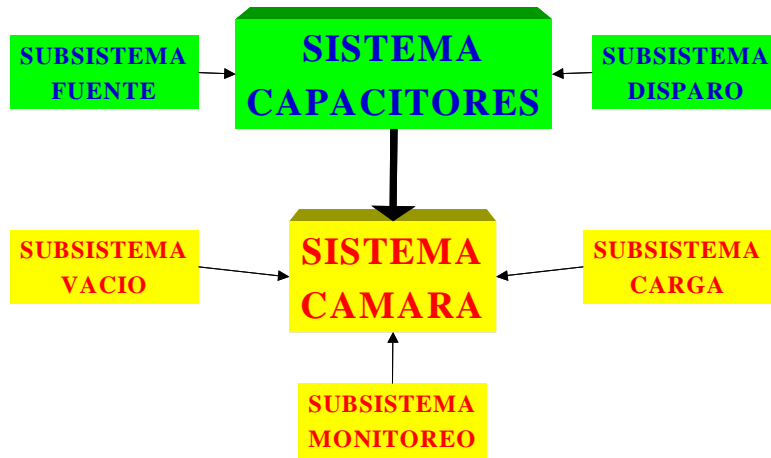 SUBSISTEMA
FUENTE
SISTEMA
CAPACITORES
SUBSISTEMA
DISPARO
SUBSISTEMA
VACIO
SISTEMA
CAMARA
SUBSISTEMA
CARGA
SUBSISTEMA
MONITOREO